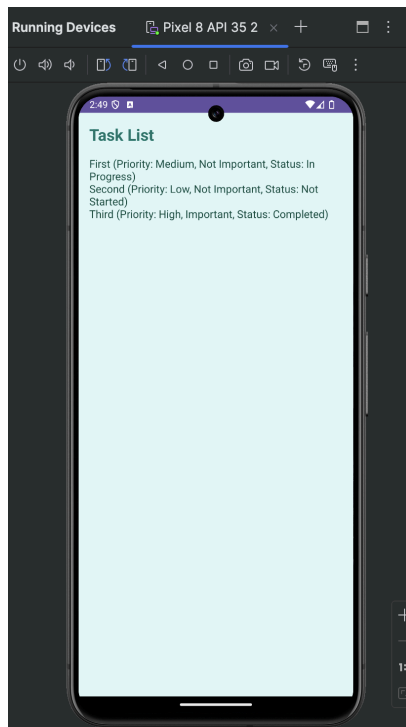 Running Devices
Pixel 8 API 35 2
2:49
Task List
First (Priority: Medium, Not Important, Status: In
Progress)
Second (Priority: Low, Not Important, Status: Not
Started)
Third (Priority: High, Important, Status: Completed)